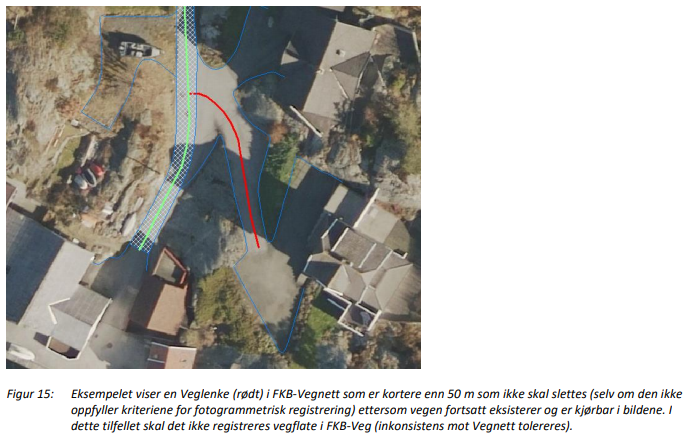 Figur 15: Eksempelet viser en Veglenke (rødt) i FKB-Vegnett som er kortere enn 50 m som ikke skal slettes (selv om den ikke
oppfyller kriteriene for fotogrammetrisk registrering) ettersom vegen fortsatt eksisterer og er kjørbar i bildene. I
dette tilfellet skal det ikke registreres vegflate i FKB-Veg (inkonsistens mot Vegnett tolereres).